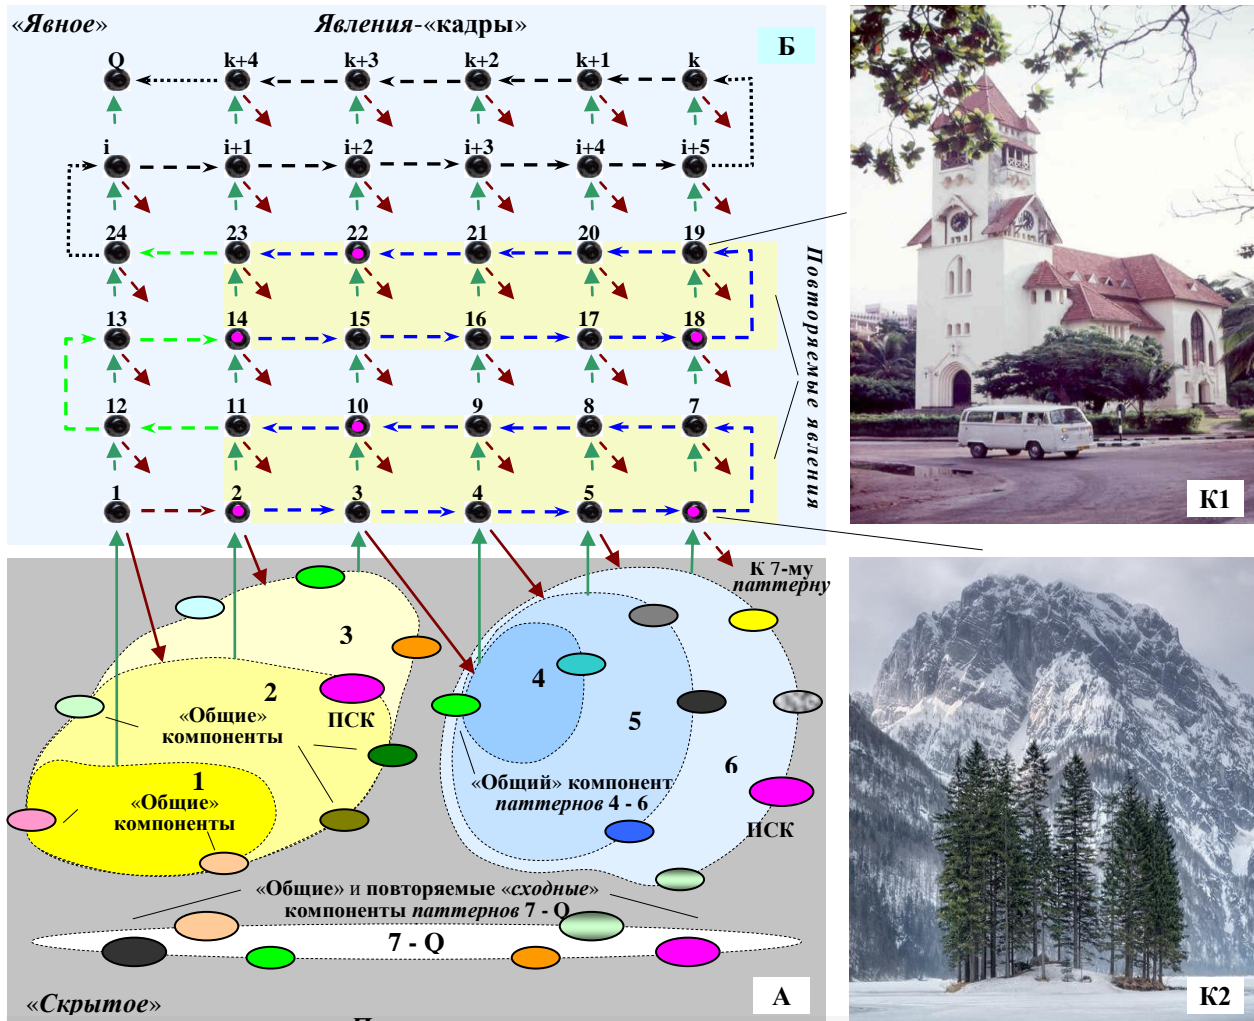 «Явное» Явления-«кадры» Б
Q k+4 k+3 k+2 k+1 k
i i+1 i+2 i+3 i+4 i+5
24 23 22 21 20 19
13 14 15 16 17 18
12 11 10 9 8 7
1 2 3 4 5 6
Повторяемые явления
К1
К 7-му
паттерну
3
2
ПСК
«Общие»
компоненты
1
«Общие»
компоненты
4
5
6
«Общий» компонент
паттернов 4 - 6
ПСК
«Общие» и повторяемые «сходные»
компоненты паттернов 7 - Q
7 - Q
А
«Скрытое»
К2